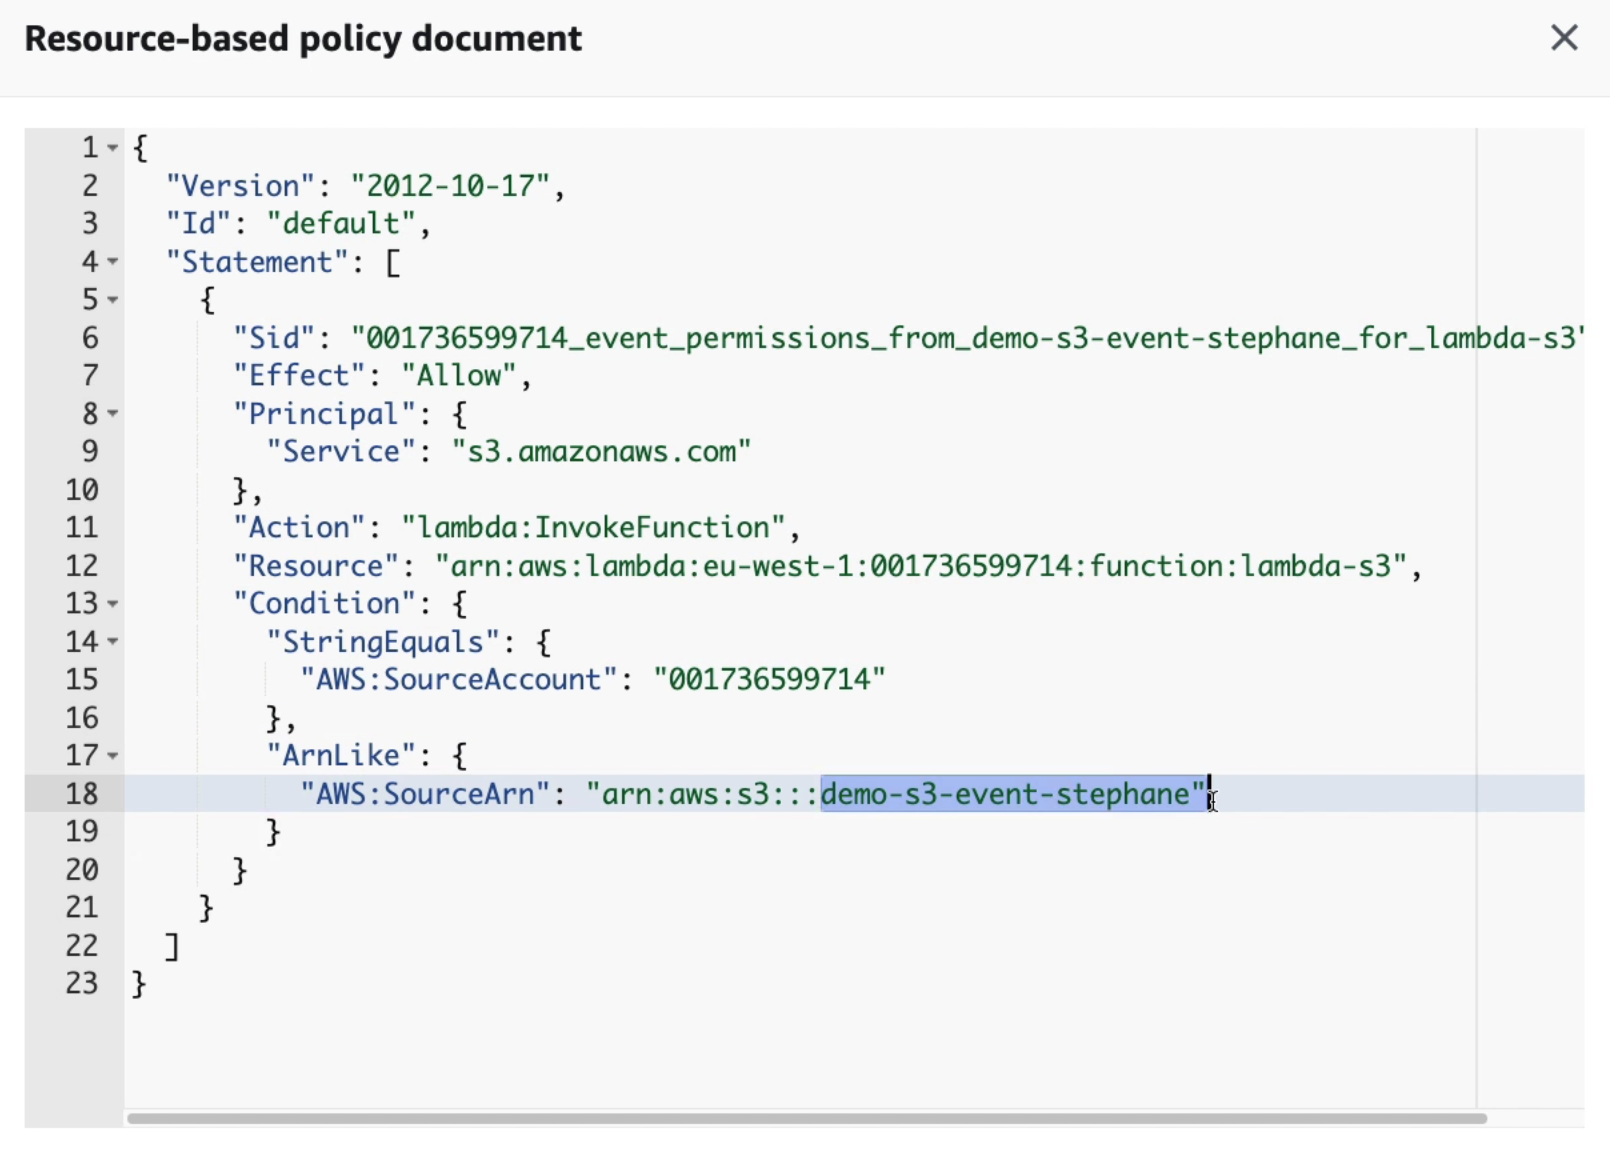 Resource-based policy document
1 {
2 "Version": "2012-10-17",
3 "Id": "default",
4 "Statement": [
5 {
6 "Sid": "001736599714_event_permissions_from_demo-s3-event-stephane_for_lambda-s3"
7 "Effect": "Allow",
8 "Principal": {
9 "Service": "s3.amazonaws.com"
10 },
11 "Action": "lambda:InvokeFunction",
12 "Resource": "arn:aws:lambda:eu-west-1:001736599714:function:lambda-s3",
13 "Condition": {
14 "StringEquals": {
15 "AWS:SourceAccount": "001736599714"
16 },
17 "ArnLike": {
18 "AWS:SourceArn": "arn:aws:s3:::demo-s3-event-stephane"
19 }
20 }
21 }
22 ]
23 }